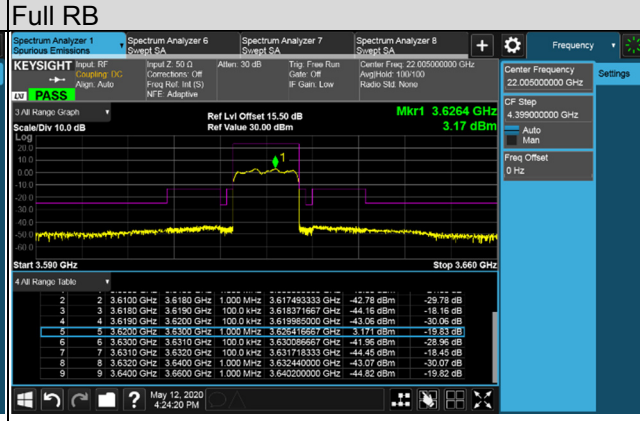 Full RB
Spectrum Analyzer 1
Spurious Emissions
Spectrum Analyzer 6
Swept SA
Spectrum Analyzer 7
Swept SA
Spectrum Analyzer 8
Swept SA
Frequency
KEYSIGHT
Input: RF
Coupling: DC
Align: Auto
Input Z: 50 Ω
Corrections: Off
Freq Ref: Int (S)
NFE: Adaptive
Atten: 30 dB
Trig: Free Run
Gate: Off
IF Gain: Low
Center Freq: 22.005000000 GHz
Avg|Hold: 100/100
Radio Std: None
LXI PASS
Center Frequency
22.005000000 GHz
Settings
CF Step
4.399000000 GHz
Auto
Man
Freq Offset
0 Hz
3 All Range Graph
Ref Lvl Offset 15.50 dB
Mkr1 3.6264 GHz
Scale/Div 10.0 dB
Ref Value 30.00 dBm
3.17 dBm
Log
20.0
10.0
0.00
-10.0
-20.0
-30.0
-40.0
-50.0
-60.0
1
Start 3.590 GHz
Stop 3.660 GHz
4 All Range Table
2 2 3.6100 GHz 3.6180 GHz 1.000 MHz 3.617493333 GHz -42.78 dBm -29.78 dB
3 3 3.6180 GHz 3.6190 GHz 100.0 kHz 3.618371667 GHz -44.16 dBm -18.16 dB
4 4 3.6190 GHz 3.6200 GHz 100.0 kHz 3.619985000 GHz -43.06 dBm -30.06 dB
5 5 3.6200 GHz 3.6300 GHz 1.000 MHz 3.626416667 GHz 3.171 dBm -19.83 dB
6 6 3.6300 GHz 3.6310 GHz 100.0 kHz 3.630086667 GHz -41.96 dBm -28.96 dB
7 7 3.6310 GHz 3.6320 GHz 100.0 kHz 3.631718333 GHz -44.45 dBm -18.45 dB
8 8 3.6320 GHz 3.6400 GHz 1.000 MHz 3.632440000 GHz -43.07 dBm -30.07 dB
9 9 3.6400 GHz 3.6600 GHz 1.000 MHz 3.640200000 GHz -44.82 dBm -19.82 dB
May 12, 2020
4:24:20 PM